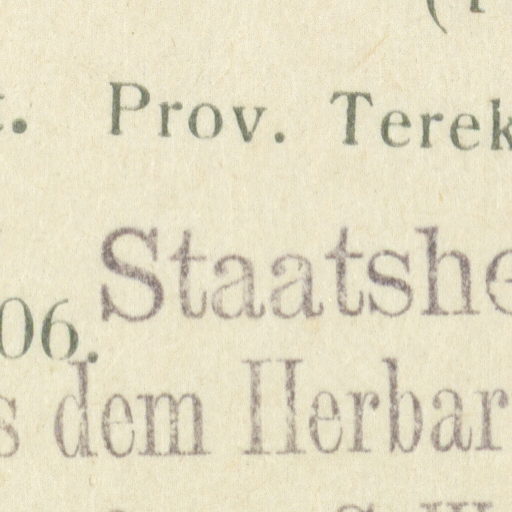 Prov. Terek
Staatshe
06.
s dem Herbar